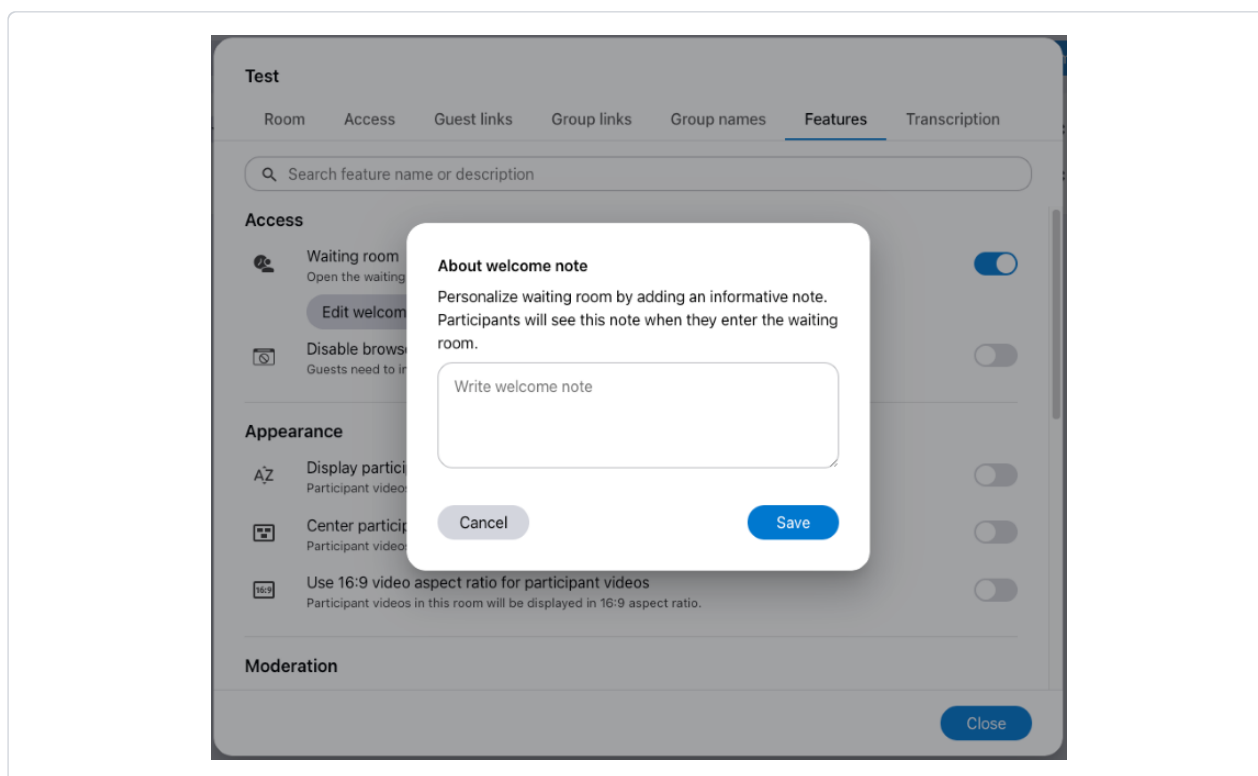 Test
Room Access Guest links Group links Group names Features Transcription
Search feature name or description
Access
Waiting room
Open the waiting
Edit welcom
Disable brows
Guests need to
About welcome note
Personalize waiting room by adding an informative note.
Participants will see this note when they enter the waiting
room.
Write welcome note
Cancel Save
Appearance
AZ
Display partici
Participant video
Center particip
Participant video
16:9
Use 16:9 video aspect ratio for participant videos
Participant videos in this room will be displayed in 16:9 aspect ratio.
Moderation
Close